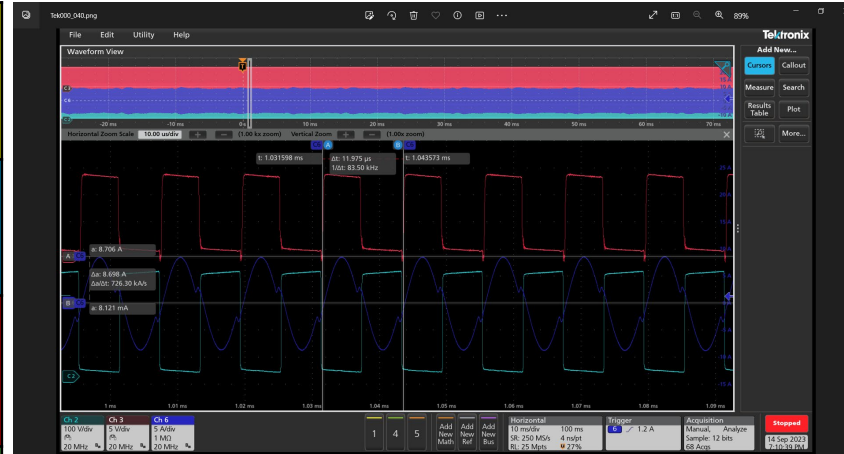 Tek000_040.png
89%
File Edit Utility Help
Tektronix
Waveform View
Add New...
Cursors Callout
Measure Search
Results Table Plot
More...
-20 ms -10 ms 0 s 10 ms 20 ms 30 ms 40 ms 50 ms 60 ms 70 ms
Horizontal Zoom Scale 10.00 us/div (1.00 kx zoom) Vertical Zoom (1.00x zoom)
C6 A B C6
t: 1.031598 ms
Δt: 11.975 µs
1/Δt: 83.50 kHz
t: 1.043573 ms
a: 8.706 A
A C6
Δa: 8.698 A
Δa/Δt: 726.30 kA/s
B C6
a: 8.121 mA
C2
1 ms 1.01 ms 1.02 ms 1.03 ms 1.04 ms 1.05 ms 1.06 ms 1.07 ms 1.08 ms 1.09 ms
Ch 2
100 V/div
20 MHz
Ch 3
5 V/div
20 MHz
Ch 6
5 A/div
1 MΩ
20 MHz
1 4 5
Add New Math
Add New Ref
Add New Bus
Horizontal
10 ms/div 100 ms
SR: 250 MS/s 4 ns/pt
RL: 25 Mpts 27%
Trigger
6 1.2 A
Acquisition
Manual, Analyze
Sample: 12 bits
68 Acqs
Stopped
14 Sep 2023
7:10:39 PM